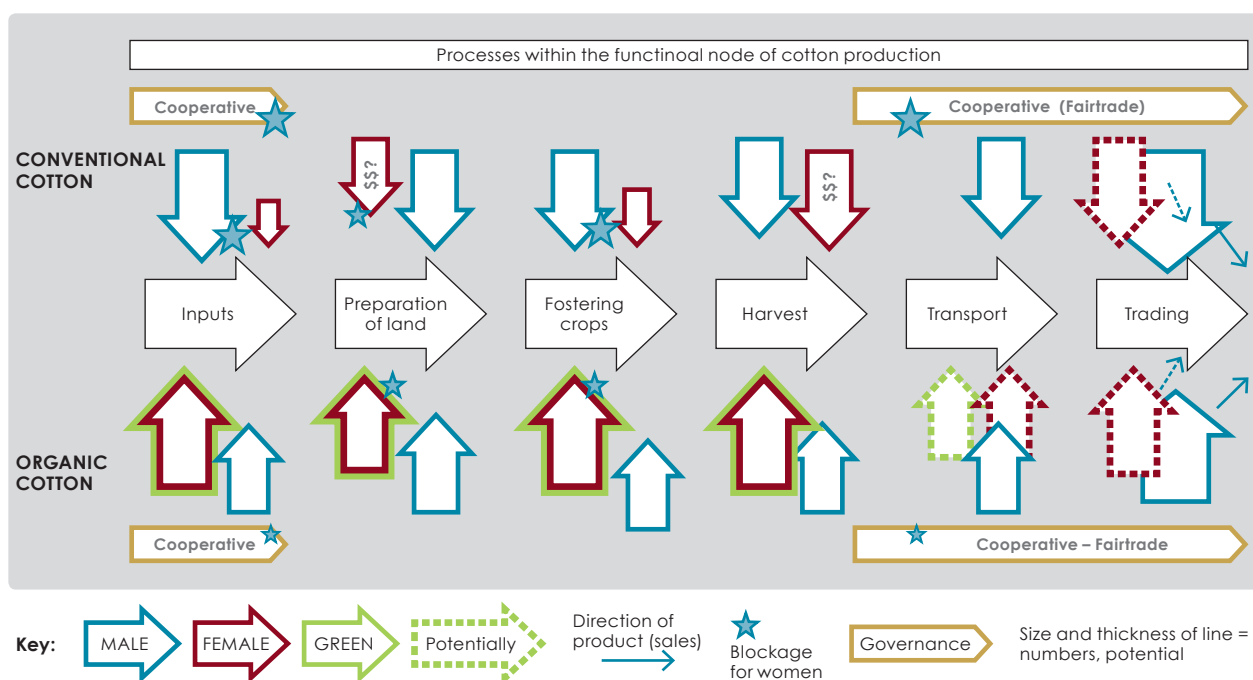 Processes within the functinoal node of cotton production
Cooperative
Cooperative (Fairtrade)
CONVENTIONAL
COTTON
$$?
$$?
Inputs
Preparation
of land
Fostering
crops
Harvest
Transport
Trading
ORGANIC
COTTON
Cooperative
Cooperative – Fairtrade
Key:
MALE
FEMALE
GREEN
Potentially
Direction of
product (sales)
Blockage
for women
Governance
Size and thickness of line =
numbers, potential